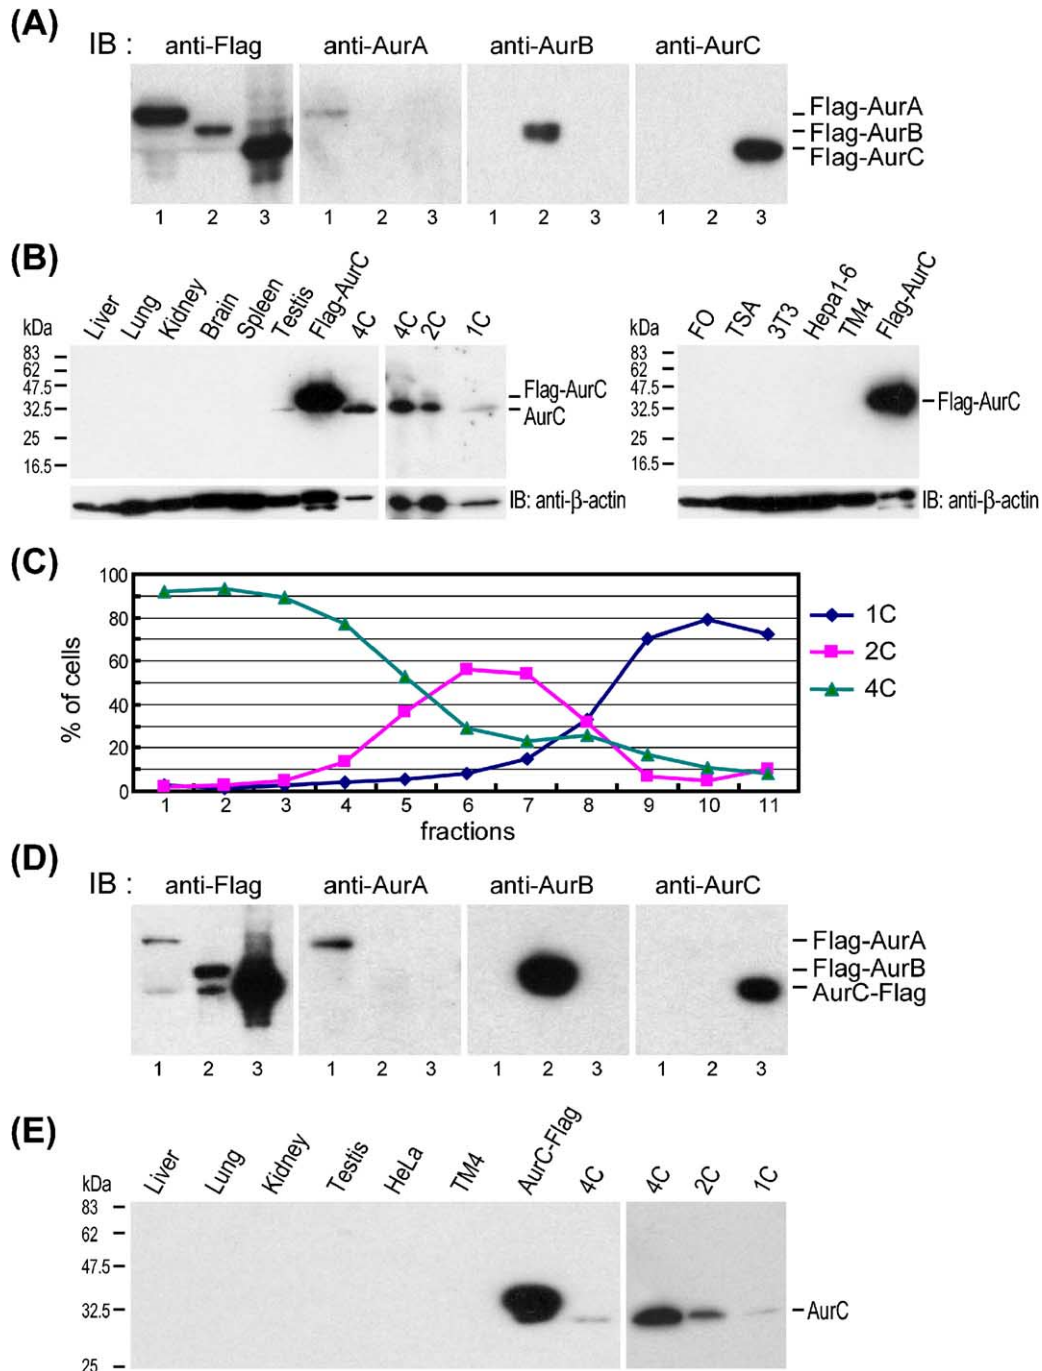 (A)
IB : anti-Flag anti-AurA anti-AurB anti-AurC
Flag-AurA
Flag-AurB
Flag-AurC
1 2 3 1 2 3 1 2 3 1 2 3
(B)
Liver Lung Kidney Brain Spleen Testis Flag-AurC 4C 4C 2C 1C
kDa
83
62
47.5
32.5
25
16.5
Flag-AurC
AurC
IB: anti-β-actin
FO TSA 3T3 Hepa1-6 TM4 Flag-AurC
kDa
83
62
47.5
32.5
25
16.5
Flag-AurC
IB: anti-β-actin
(C)
% of cells
100
80
60
40
20
0
1 2 3 4 5 6 7 8 9 10 11
fractions
1C
2C
4C
(D)
IB : anti-Flag anti-AurA anti-AurB anti-AurC
Flag-AurA
Flag-AurB
AurC-Flag
1 2 3 1 2 3 1 2 3 1 2 3
(E)
Liver Lung Kidney Testis HeLa TM4 AurC-Flag 4C 4C 2C 1C
kDa
83
62
47.5
32.5
25
AurC